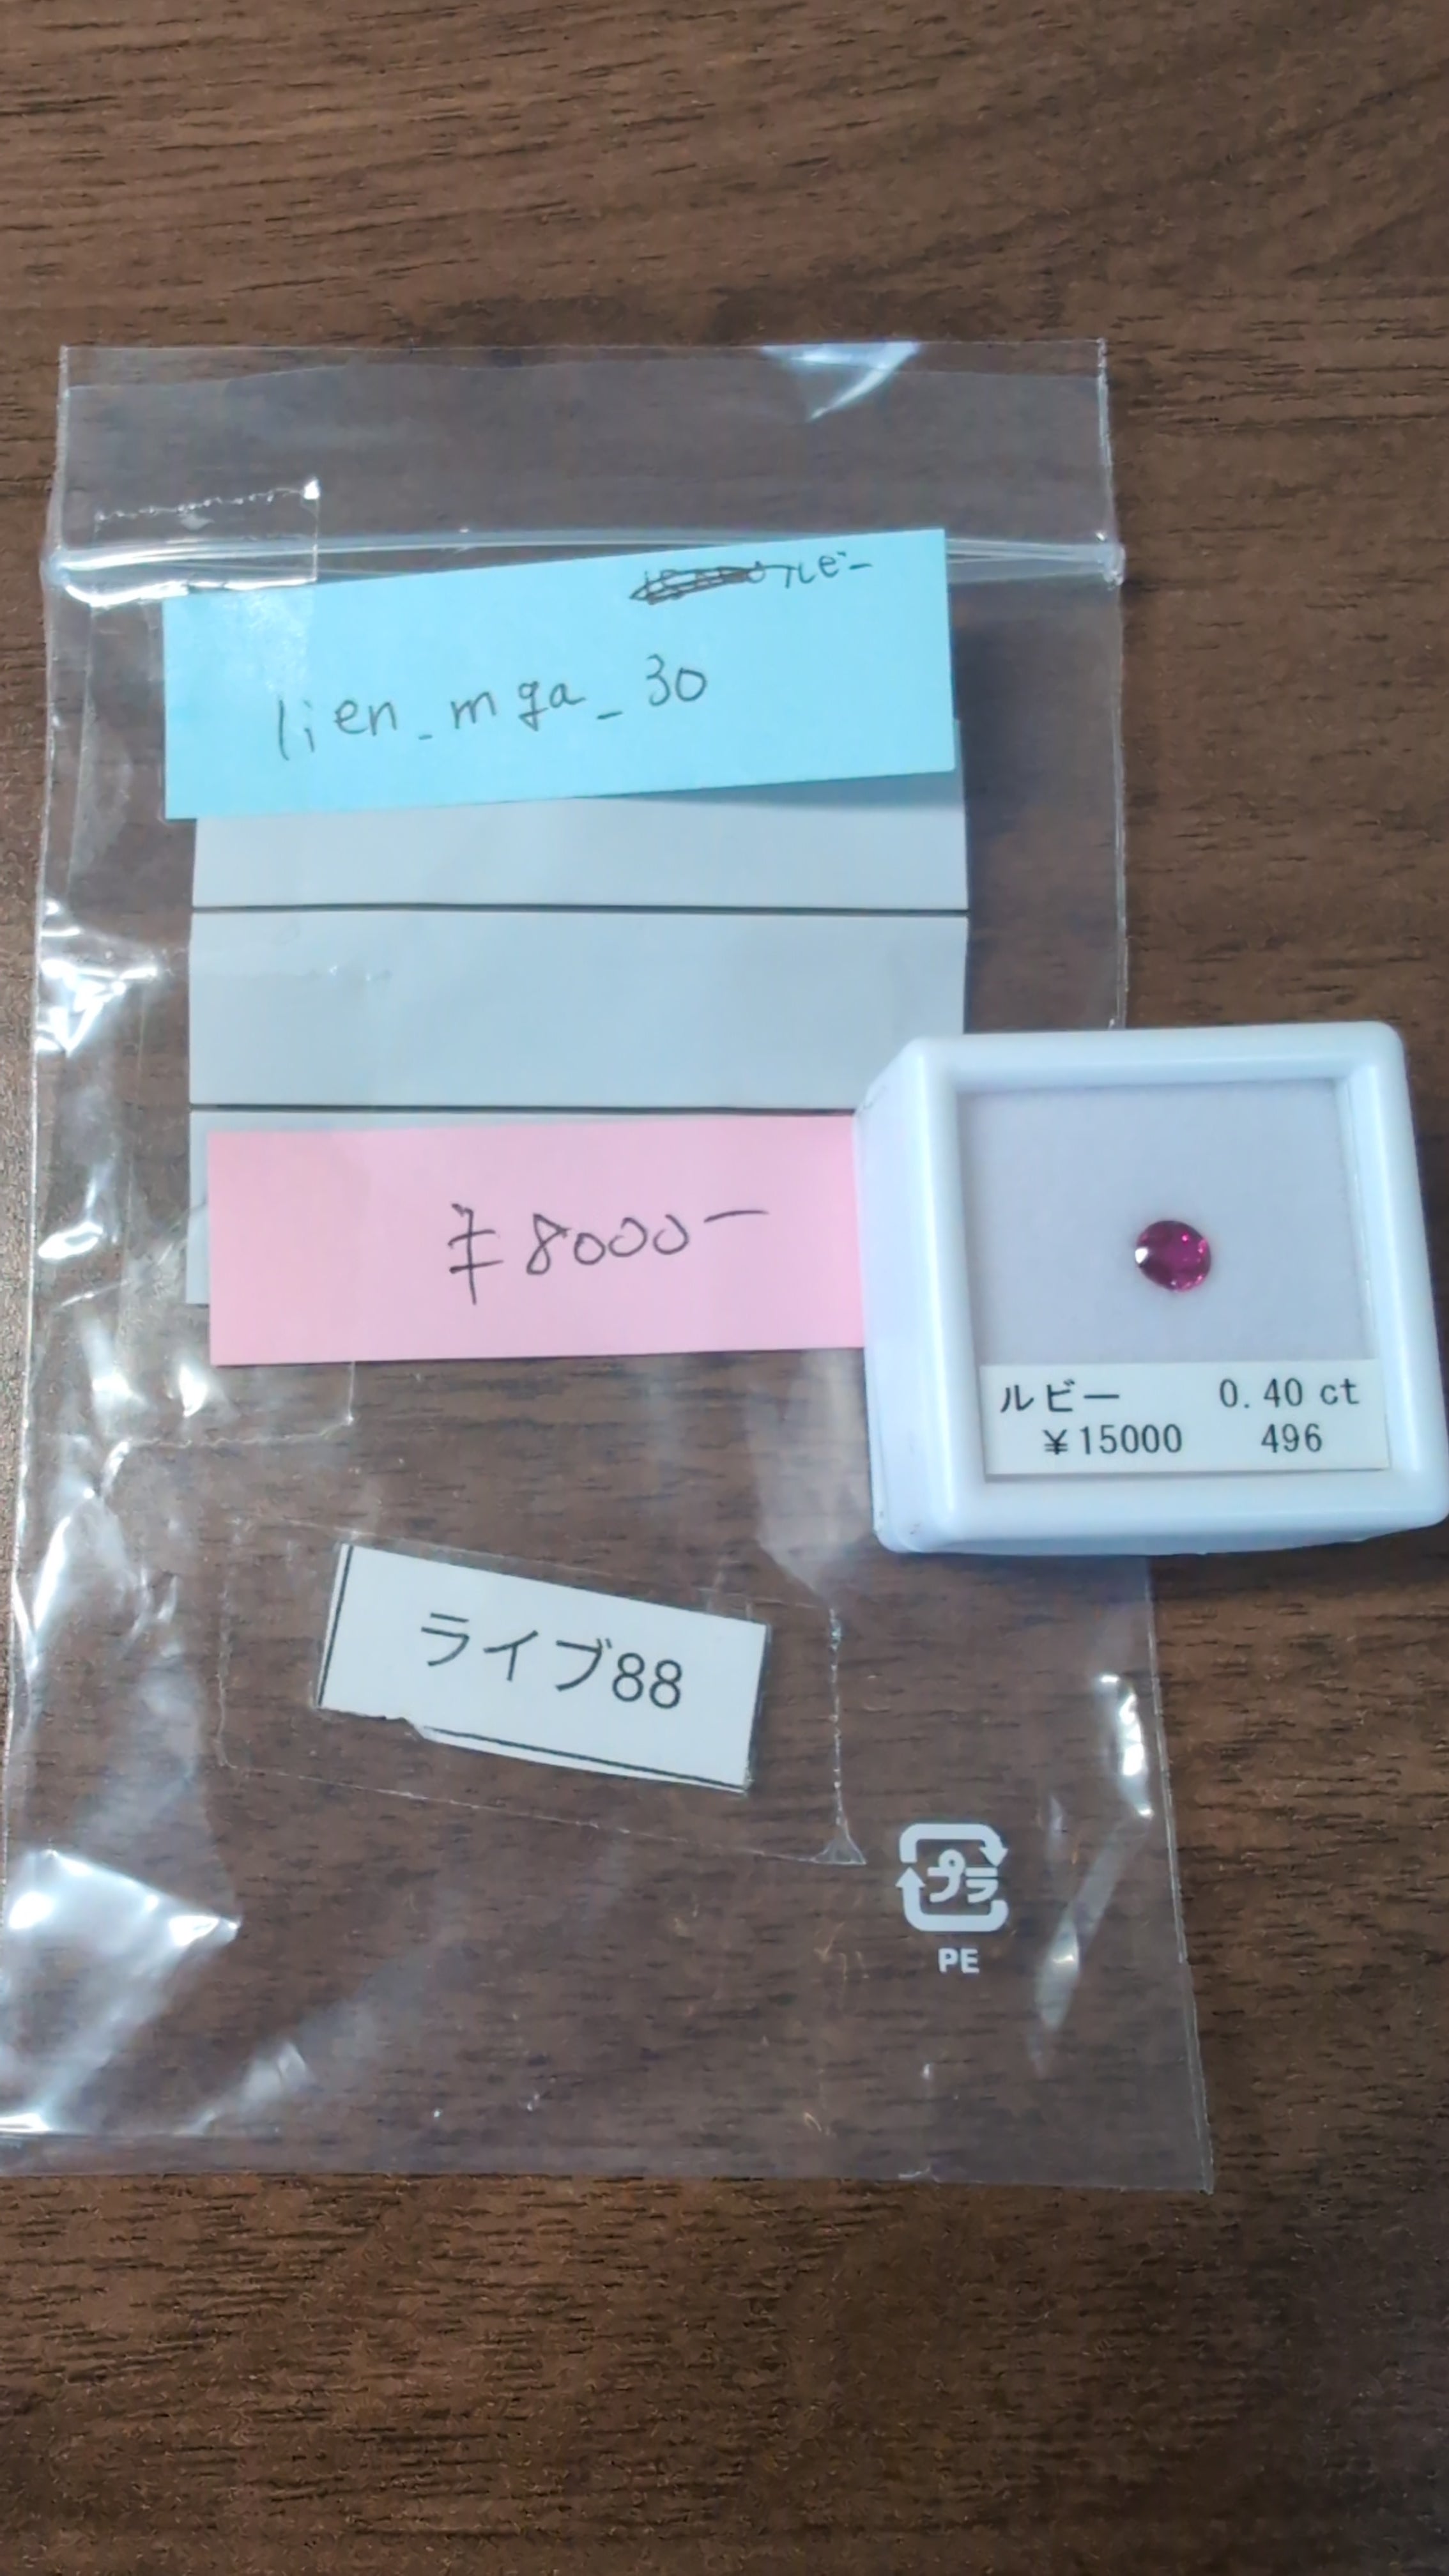 ルビー
lien_mga_30
¥8000-
ルビー 0.40 ct
¥15000 496
ライブ88
プラ
PE